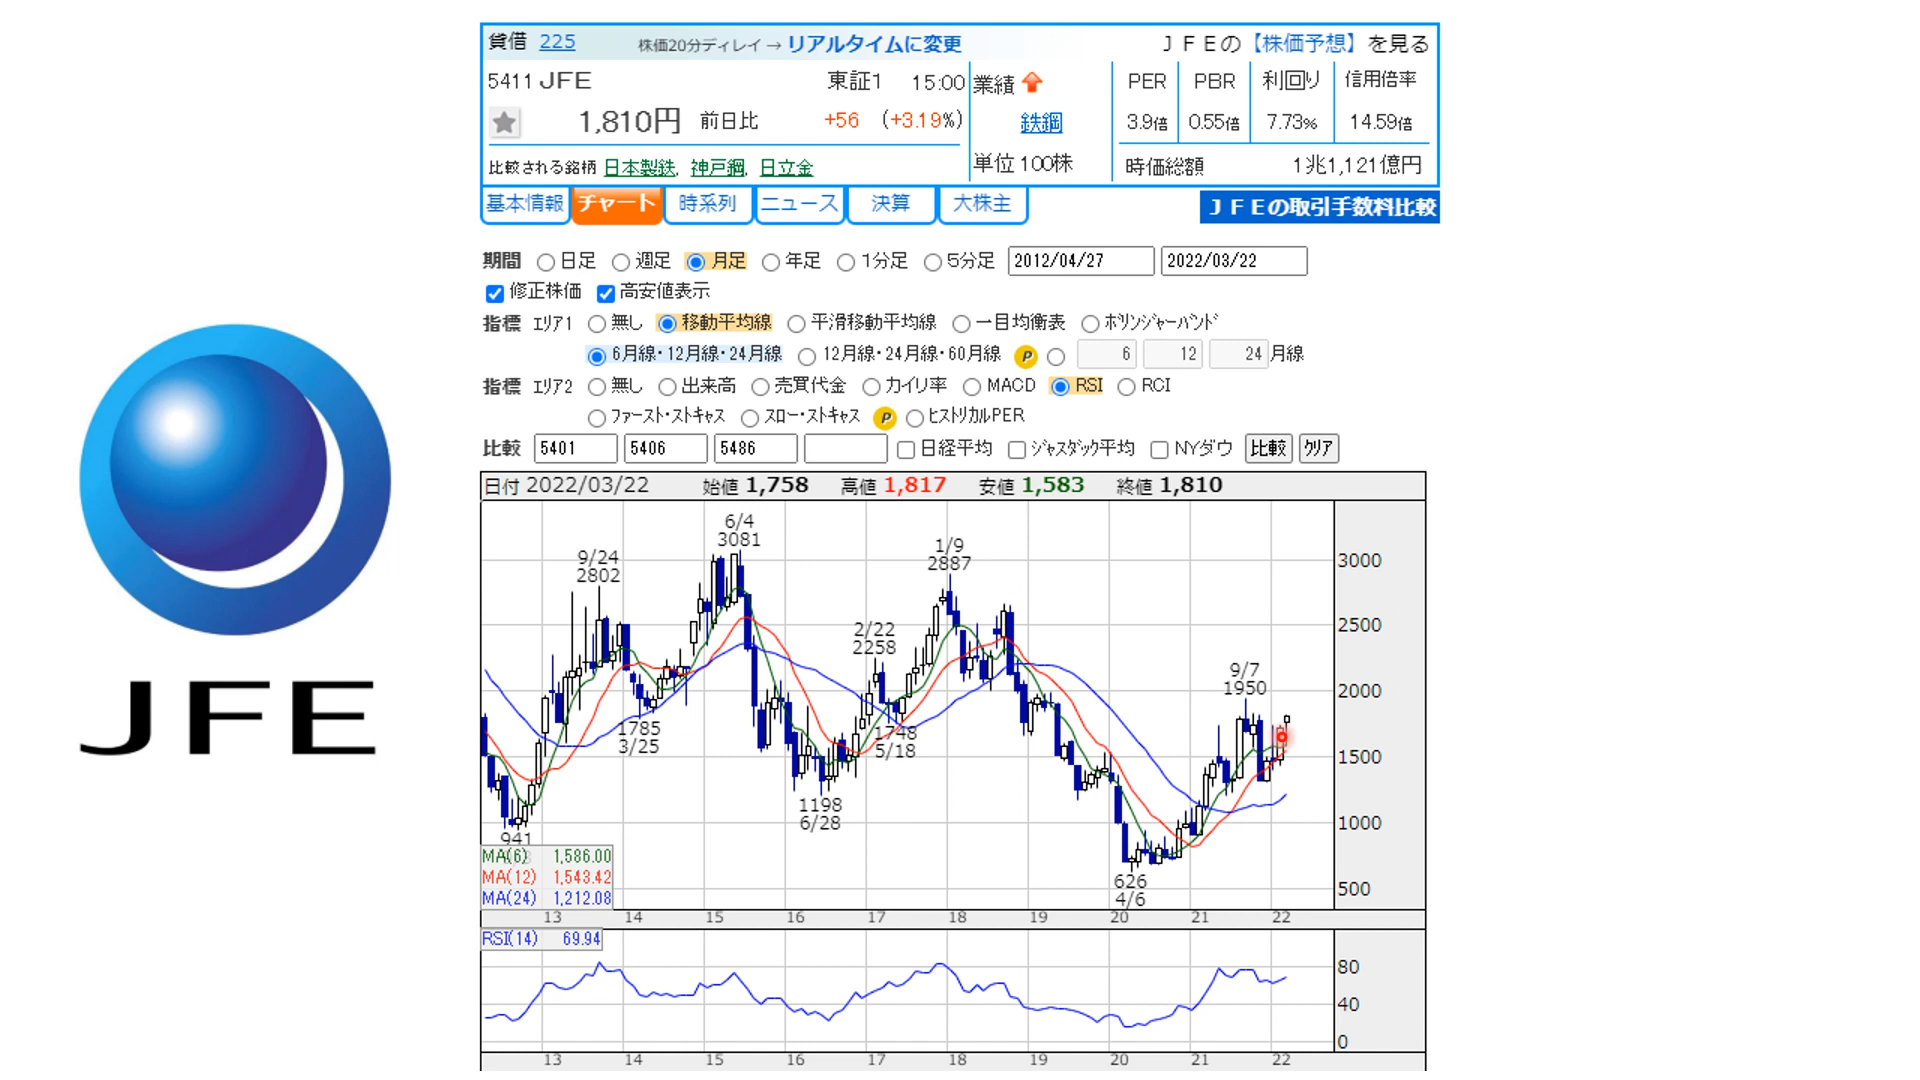 貸借 225 株価20分ディレイ → リアルタイムに変更 ＪＦＥの【株価予想】を見る
5411 JFE 東証1 15:00 業績 PER PBR 利回り 信用倍率
1,810円 前日比 +56 (+3.19%) 鉄鋼 3.9倍 0.55倍 7.73% 14.59倍
比較される銘柄 日本製鉄, 神戸鋼, 日立金 単位 100株 時価総額 1兆1,121億円
基本情報 チャート 時系列 ニュース 決算 大株主 ＪＦＥの取引手数料比較
期間 日足 週足 月足 年足 1分足 5分足 2012/04/27 2022/03/22
修正株価 高安値表示
指標 エリア1 無し 移動平均線 平滑移動平均線 一目均衡表 ボリンジャーバンド
6月線・12月線・24月線 12月線・24月線・60月線 P 6 12 24 月線
指標 エリア2 無し 出来高 売買代金 カイリ率 MACD RSI RCI
ファースト・ストキャス スロー・ストキャス P ヒストリカルPER
比較 5401 5406 5486 日経平均 ジャスダック平均 NYダウ 比較 クリア
日付 2022/03/22 始値 1,758 高値 1,817 安値 1,583 終値 1,810
6/4
3081
9/24
2802
1/9
2887
2/22
2258
9/7
1950
1785
3/25
1748
5/18
1198
6/28
941
626
4/6
3000
2500
2000
1500
1000
500
MA(6) 1,586.00
MA(12) 1,543.42
MA(24) 1,212.08
13 14 15 16 17 18 19 20 21 22
RSI(14) 69.94
80
40
0
13 14 15 16 17 18 19 20 21 22
JFE